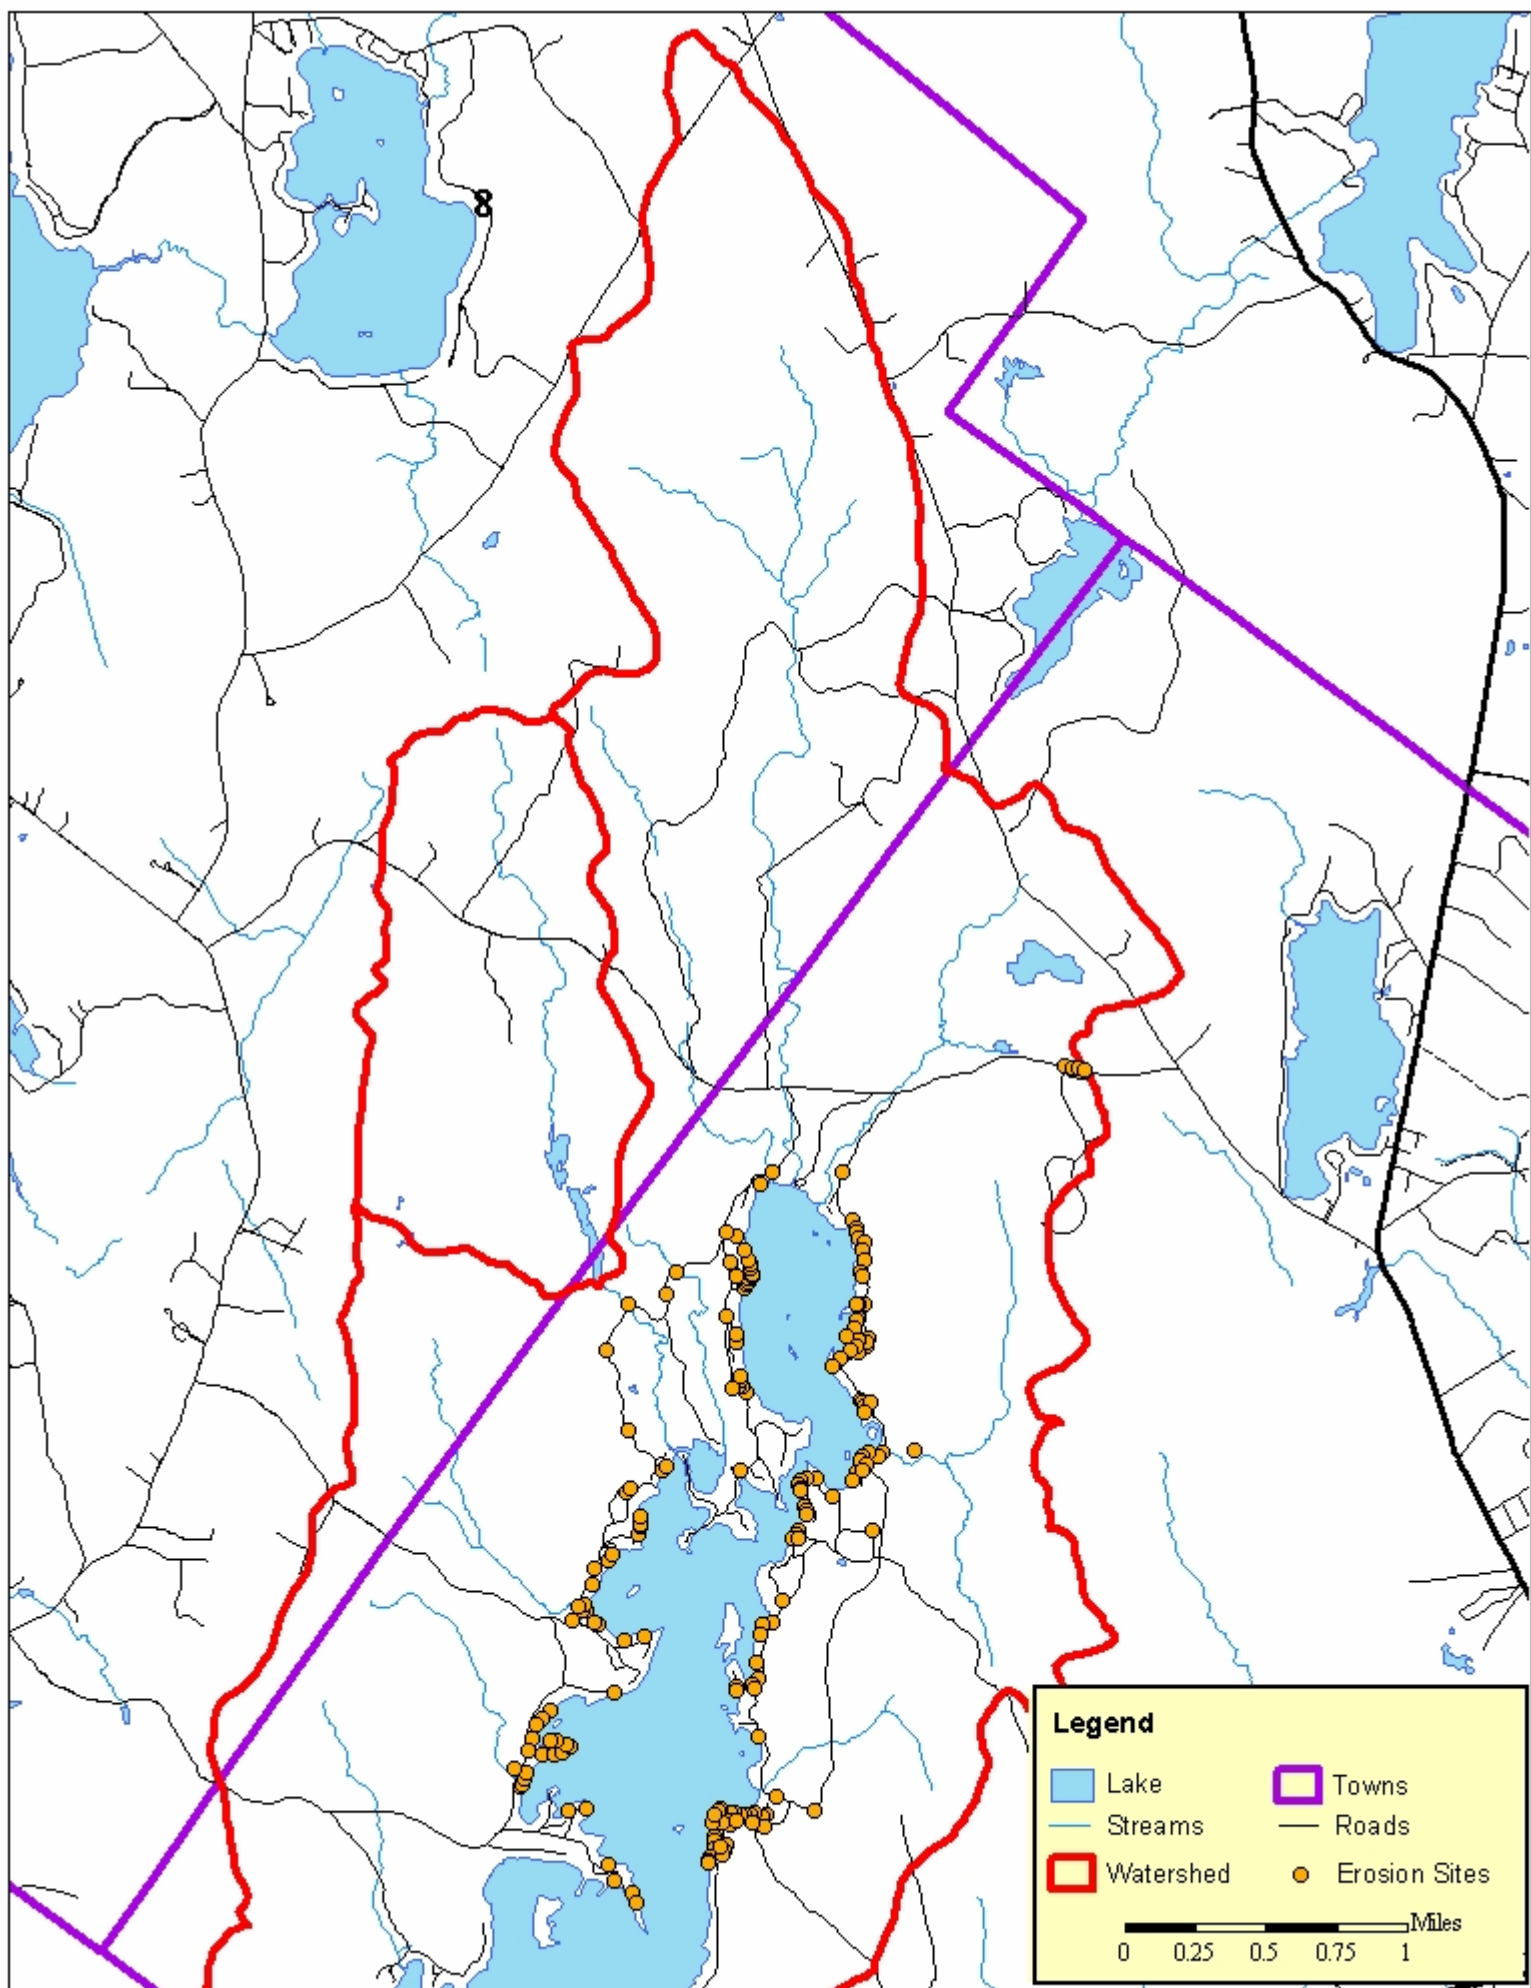 8
Legend
Lake
Towns
Streams
Roads
Watershed
Erosion Sites
Miles
0 0.25 0.5 0.75 1